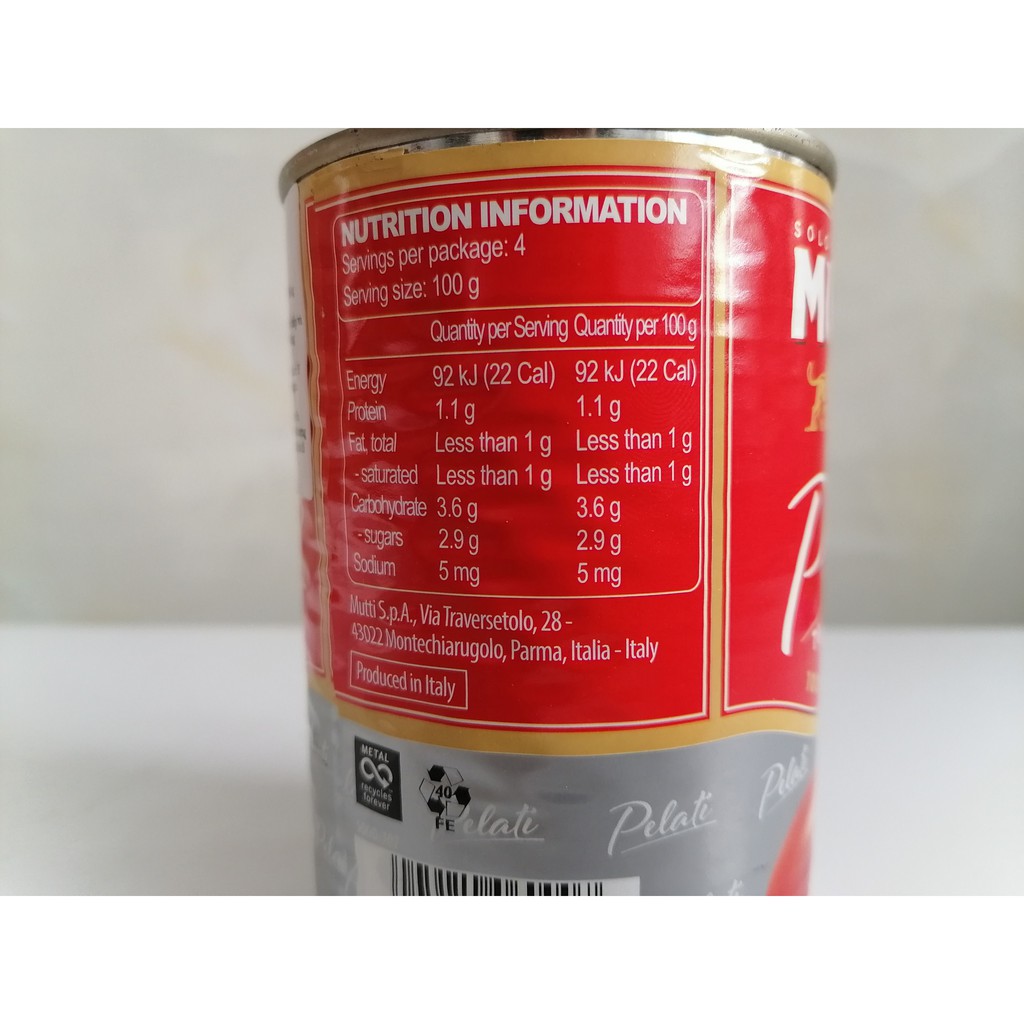 NUTRITION INFORMATION
Servings per package: 4
Serving size: 100 g
Quantity per Serving Quantity per 100 g
Energy 92 kJ (22 Cal) 92 kJ (22 Cal)
Protein 1.1 g 1.1 g
Fat, total Less than 1 g Less than 1 g
- saturated Less than 1 g Less than 1 g
Carbohydrate 3.6 g 3.6 g
- sugars 2.9 g 2.9 g
Sodium 5 mg 5 mg
Mutti S.p.A., Via Traversetolo, 28 -
43022 Montechiarugolo, Parma, Italia - Italy
Produced in Italy
METAL
recycles
forever
40
FE
Pelati
Pelati
Pelati
SOLO